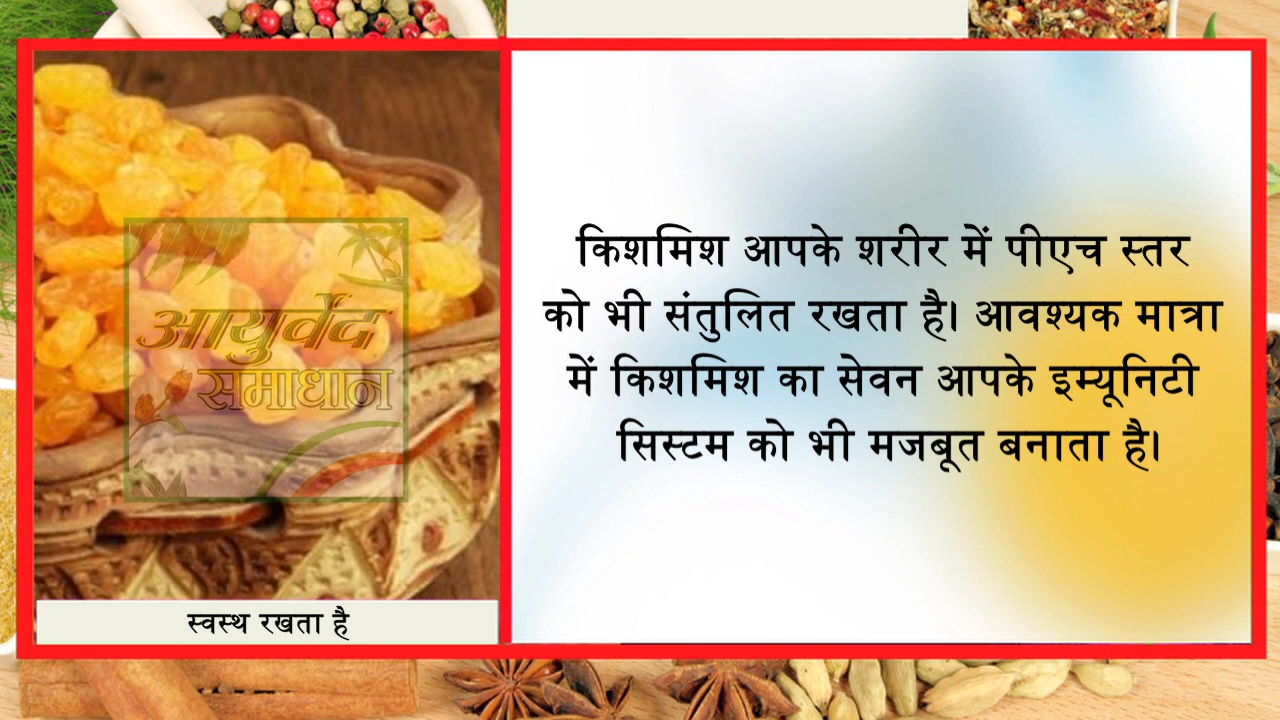 किशमिश आपके शरीर में पीएच स्तर
को भी संतुलित रखता है। आवश्यक मात्रा
में किशमिश का सेवन आपके इम्यूनिटी
सिस्टम को भी मजबूत बनाता है।
आयुर्वेद
समाधान
स्वस्थ रखता है